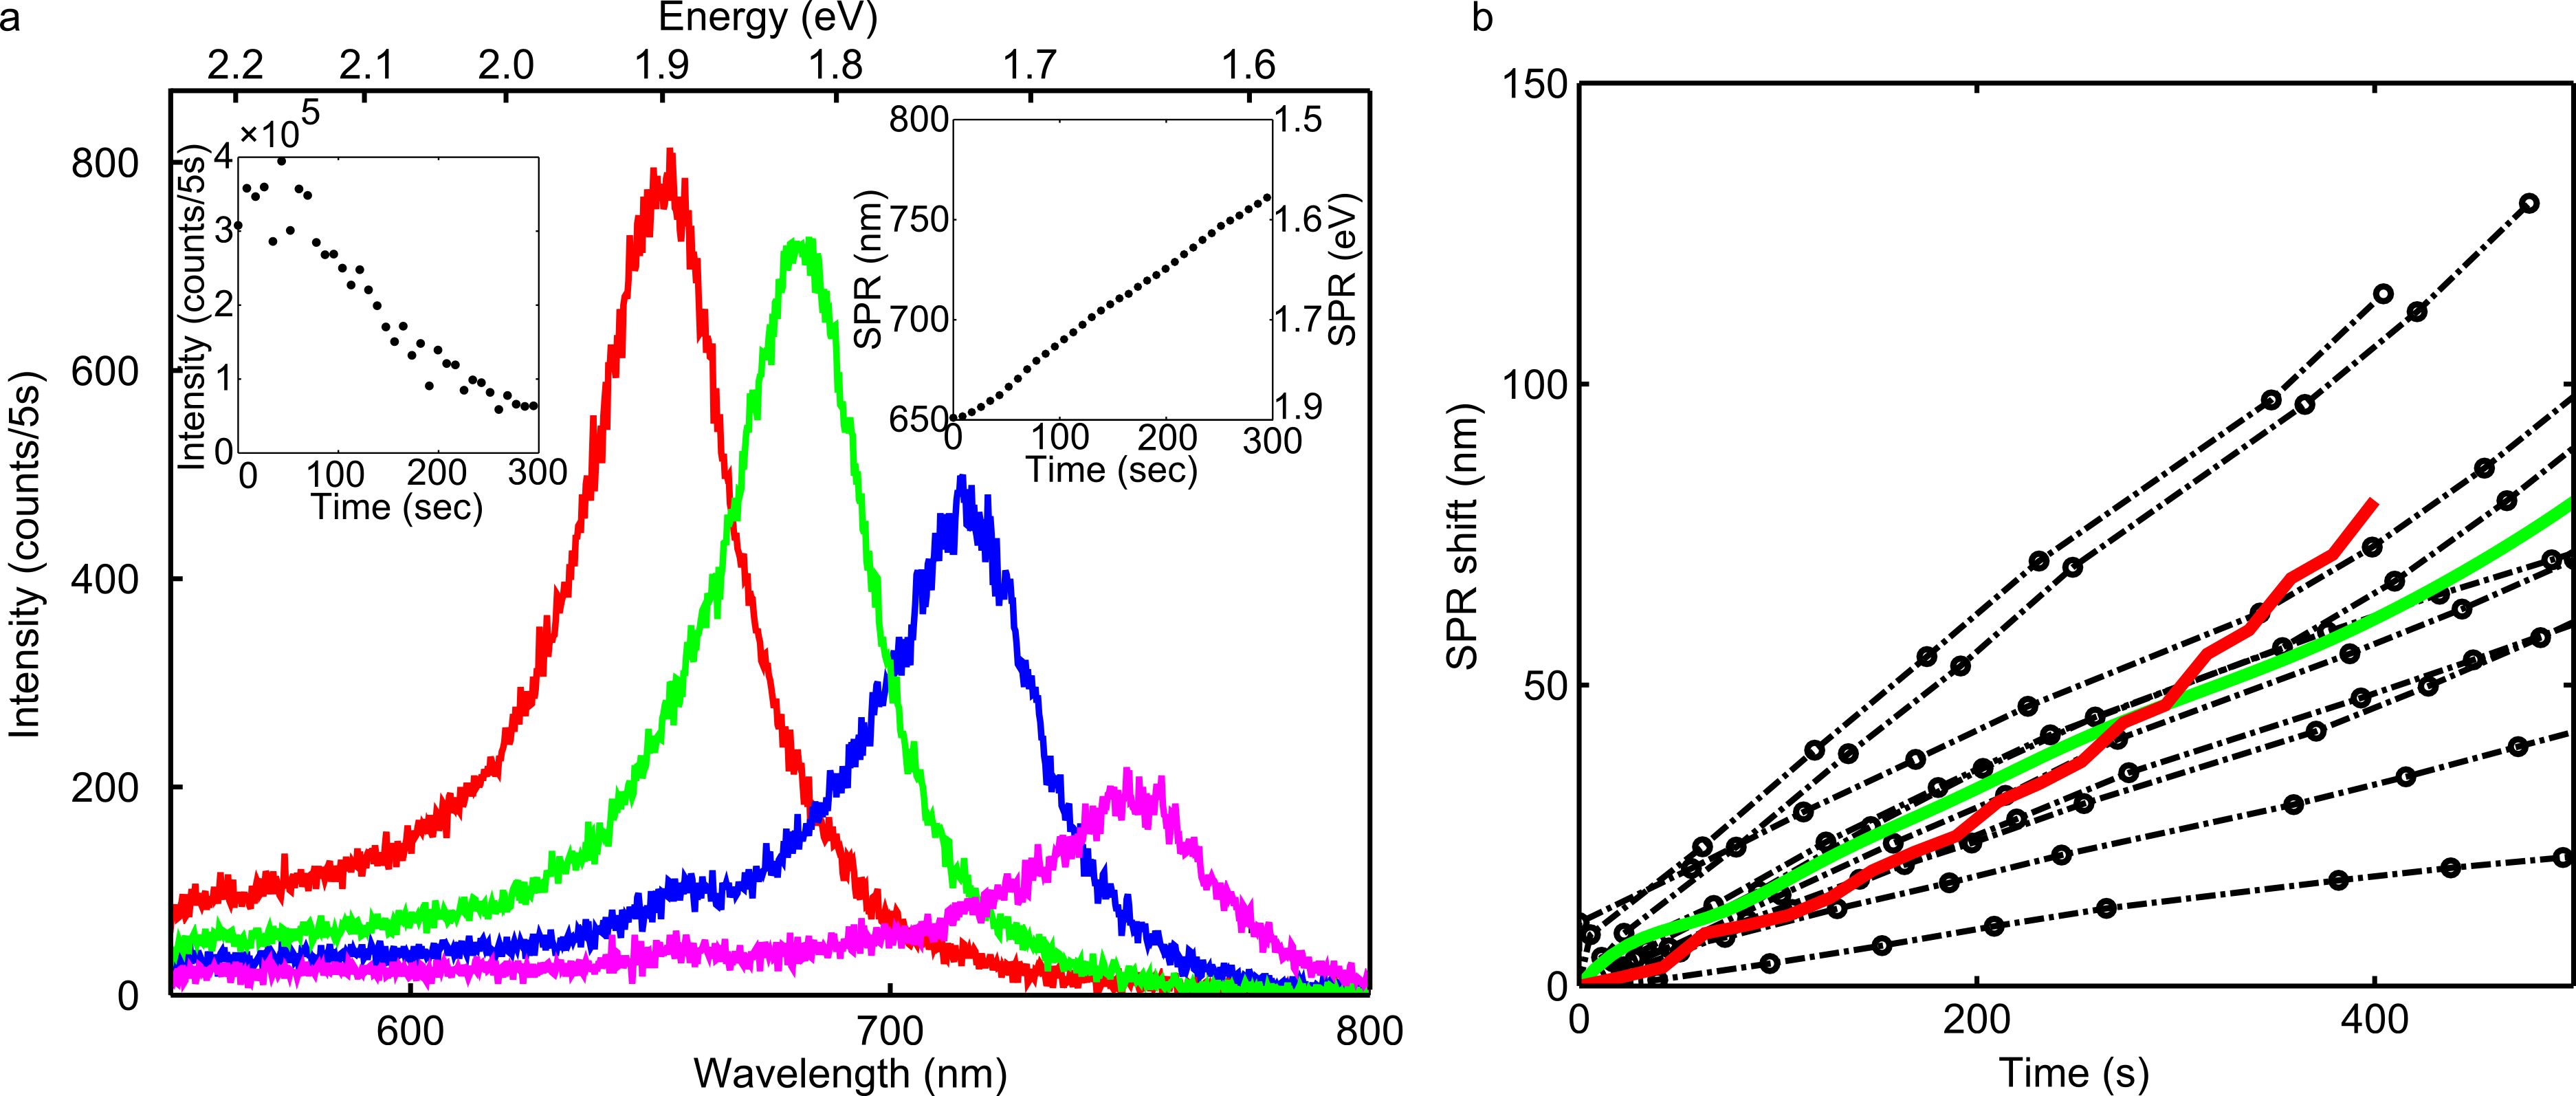 a
Energy (eV)
2.2 2.1 2.0 1.9 1.8 1.7 1.6
Intensity (counts/5s)
800
600
400
200
0
600 700 800
Wavelength (nm)
×10 5
Intensity (counts/5s)
4
3
2
1
0
0 100 200 300
Time (sec)
SPR (nm)
800
750
700
650
0 100 200 300
Time (sec)
1.5
1.6
1.7
1.9
SPR (eV)
b
SPR shift (nm)
150
100
50
0
0 200 400
Time (s)